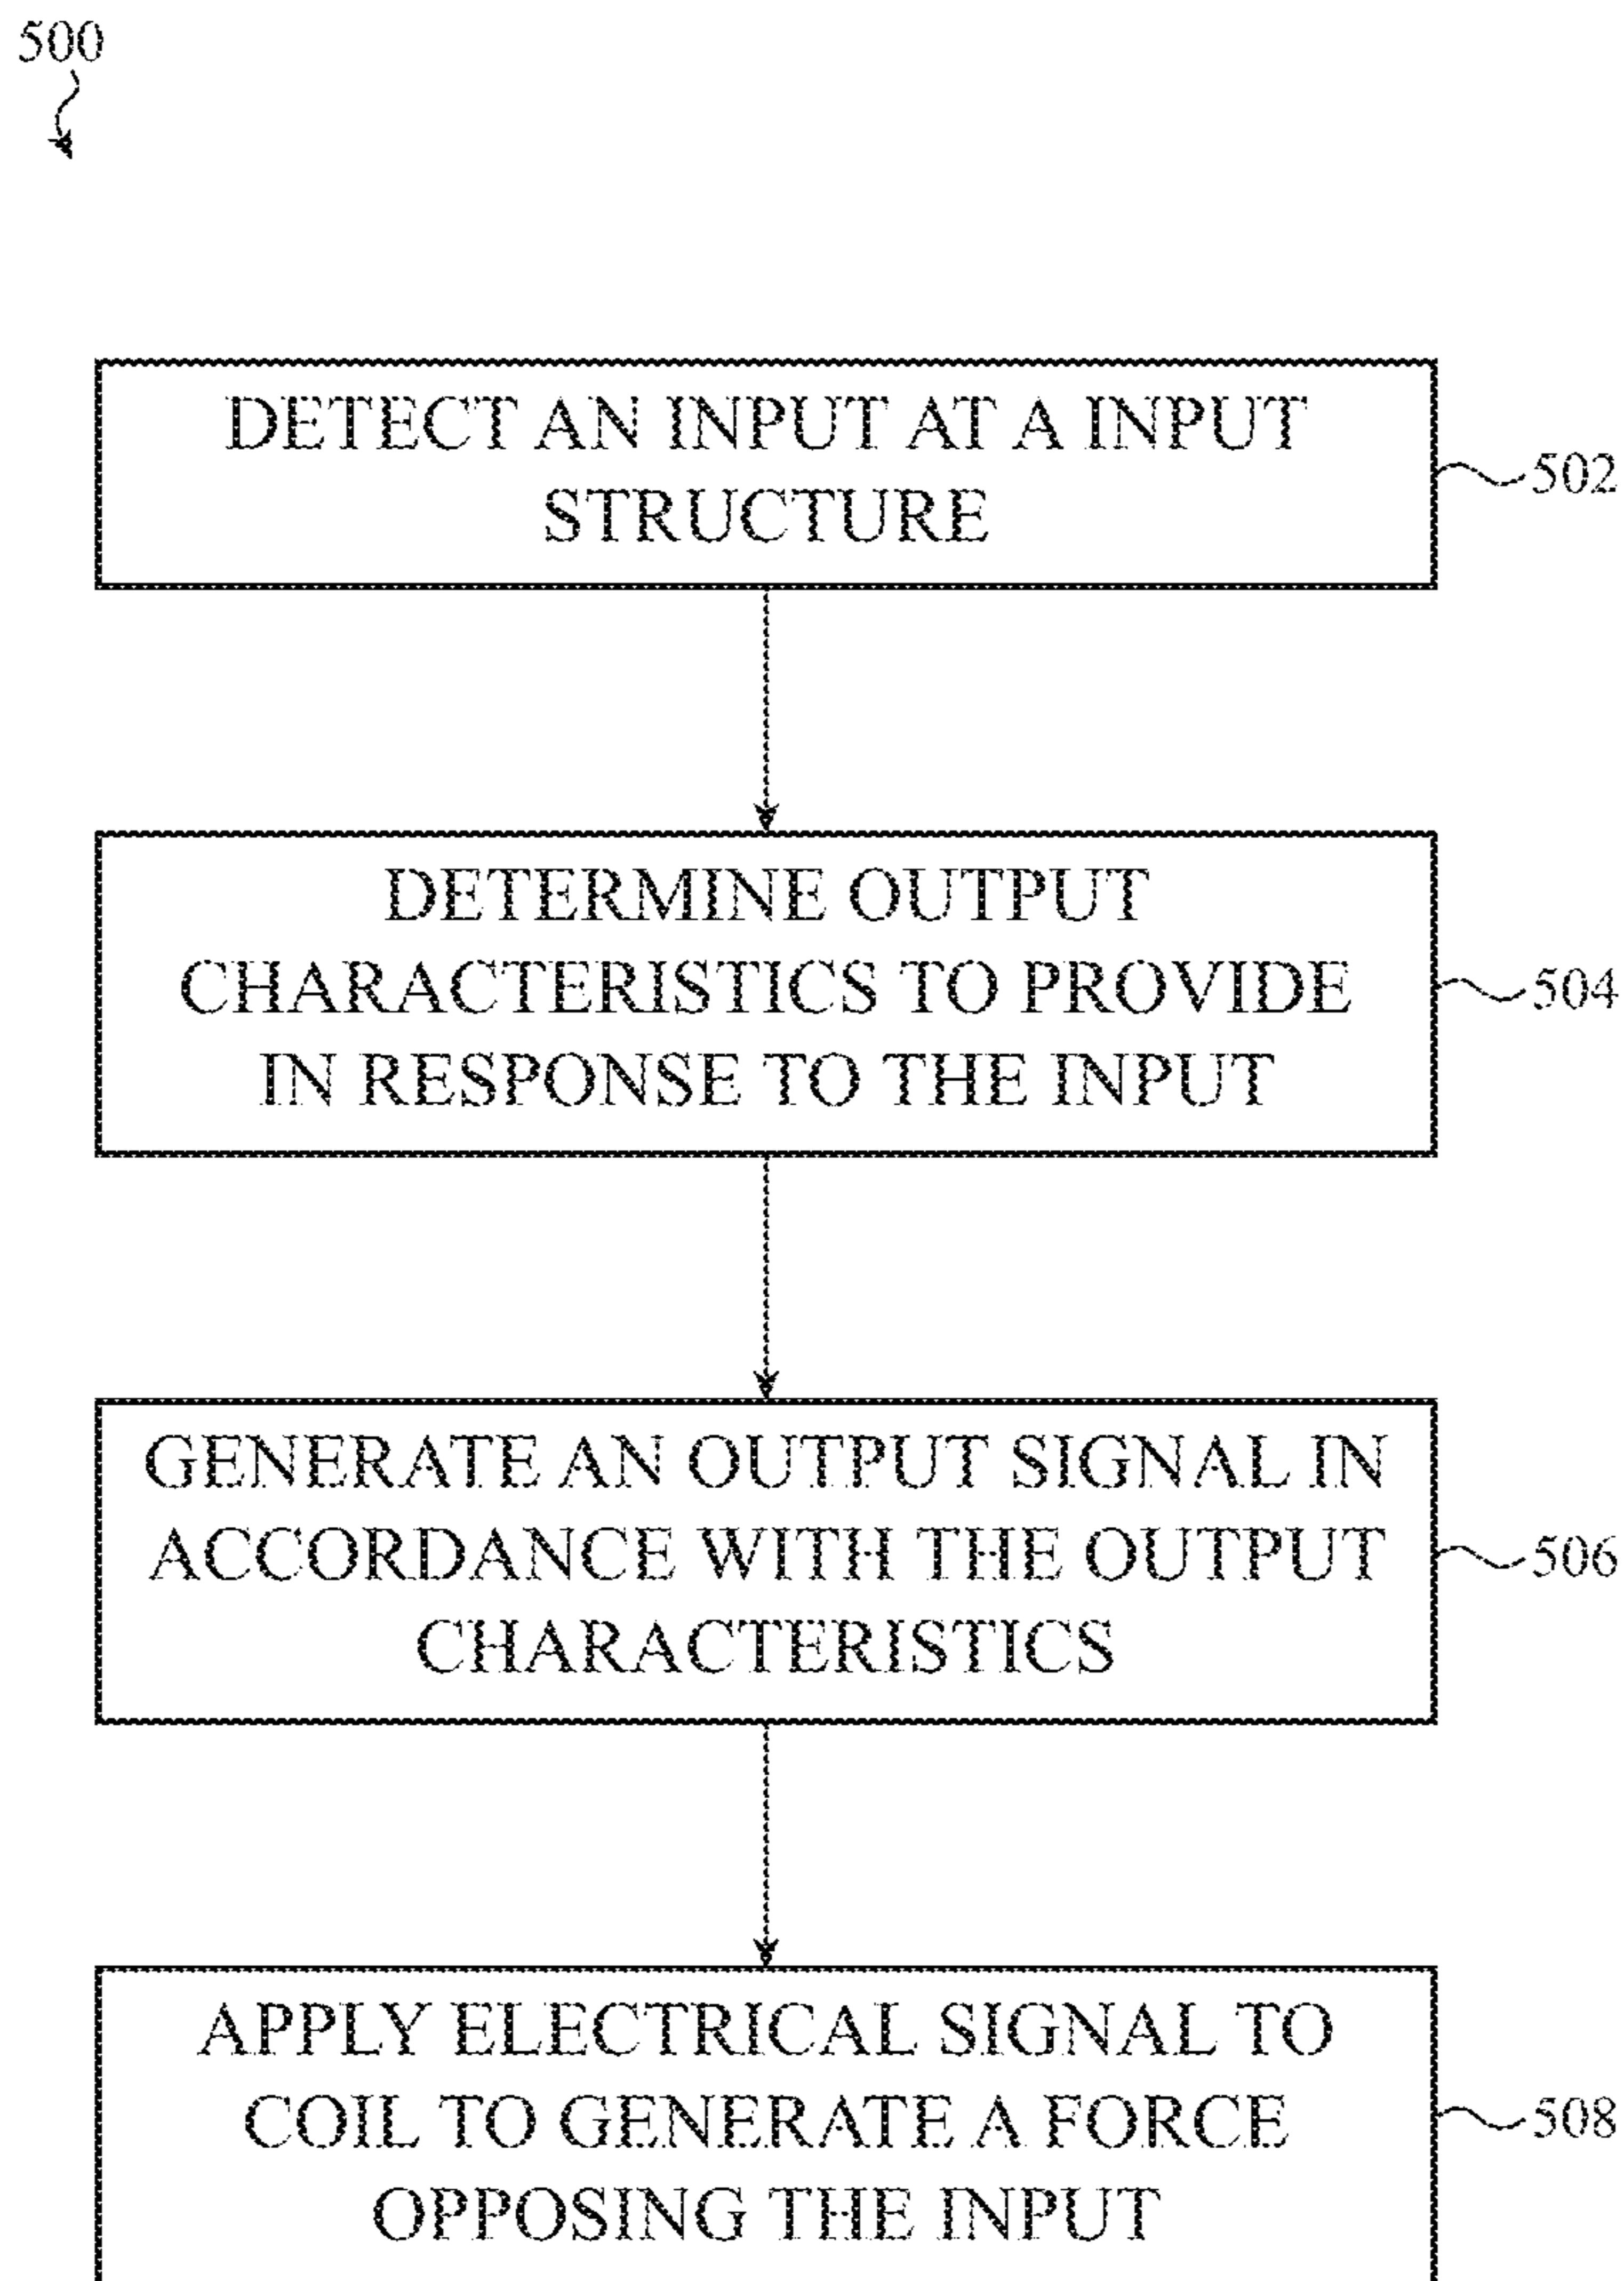 500
DETECT AN INPUT AT A INPUT
STRUCTURE
502
DETERMINE OUTPUT
CHARACTERISTICS TO PROVIDE
IN RESPONSE TO THE INPUT
504
GENERATE AN OUTPUT SIGNAL IN
ACCORDANCE WITH THE OUTPUT
CHARACTERISTICS
506
APPLY ELECTRICAL SIGNAL TO
COIL TO GENERATE A FORCE
OPPOSING THE INPUT
508